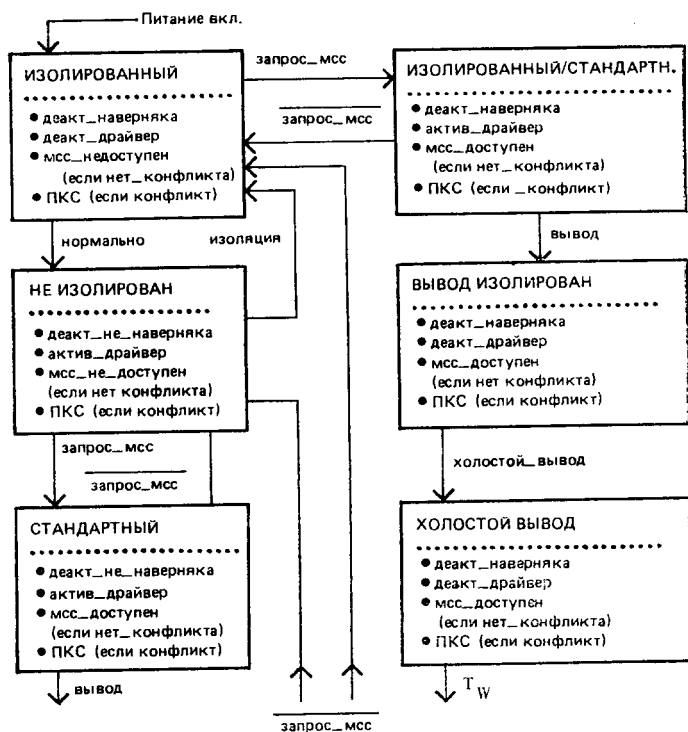 Питание вкл.
ИЗОЛИРОВАННЫЙ
• деакт_наверняка
• деакт_драйвер
• мсс_недоступен
(если нет_конфликта)
• ПКС (если конфликт)
запрос_мсс
запрос_мсс
ИЗОЛИРОВАННЫЙ/СТАНДАРТН.
• деакт_наверняка
• актив_драйвер
• мсс_доступен
(если нет_конфликта)
• ПКС (если _конфликт)
нормально
изоляция
вывод
НЕ ИЗОЛИРОВАН
• деакт_не_наверняка
• актив_драйвер
• мсс_не_доступен
(если нет конфликта)
• ПКС (если конфликт)
ВЫВОД ИЗОЛИРОВАН
• деакт_наверняка
• деакт_драйвер
• мсс_доступен
(если нет конфликта)
• ПКС (если конфликт)
запрос_мсс
запрос_мсс
холостой_вывод
СТАНДАРТНЫЙ
• деакт_не_наверняка
• актив_драйвер
• мсс_доступен
(если нет_конфликта)
• ПКС (если конфликт)
ХОЛОСТОЙ ВЫВОД
• деакт_наверняка
• деакт_драйвер
• мсс_доступен
(если нет_конфликта)
• ПКС (если конфликт)
вывод
запрос_мсс
T_W